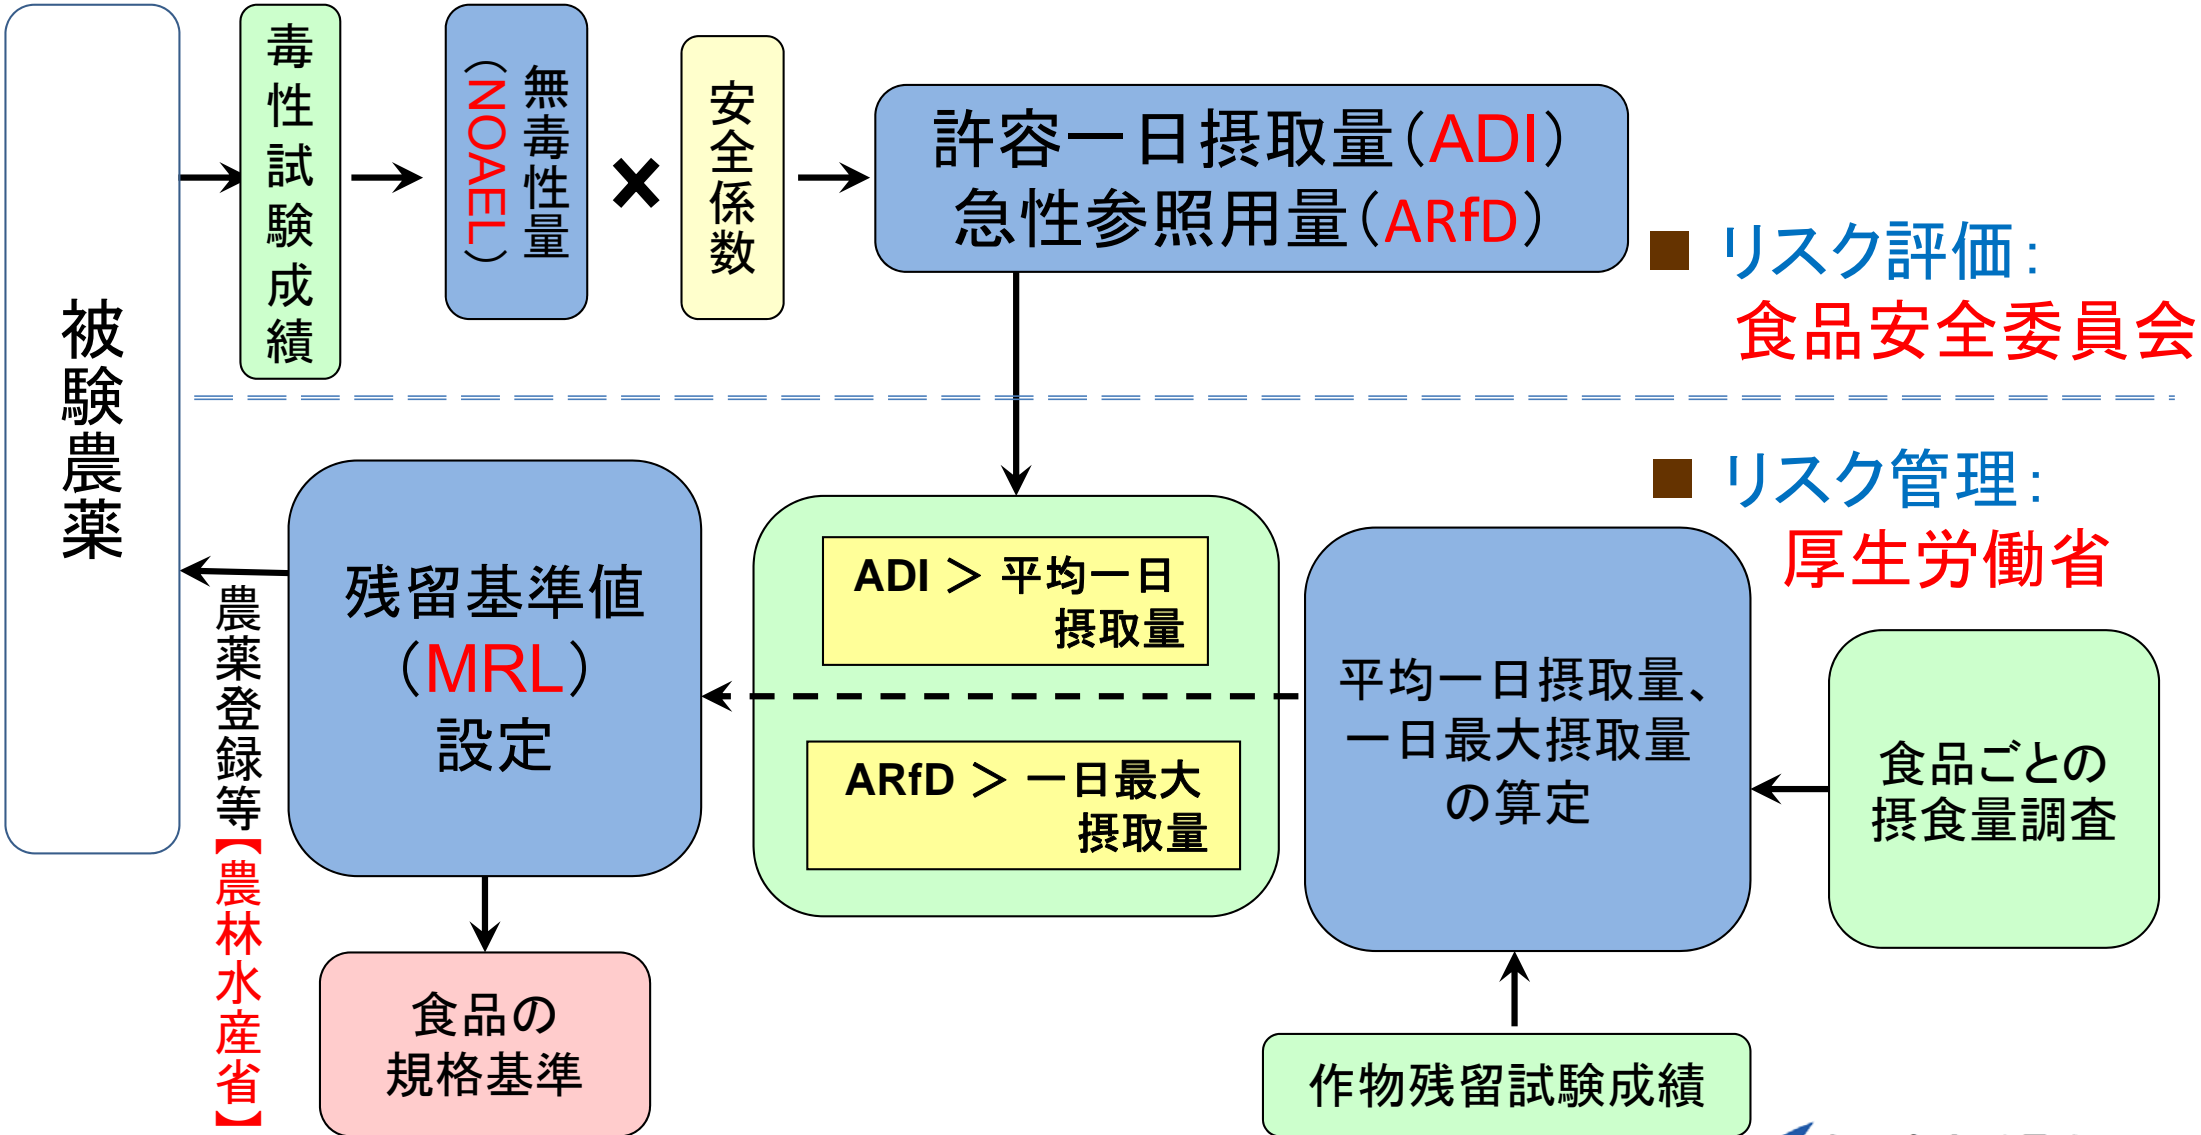 被験農薬
毒性試験成績
無毒性量
（NOAEL）
×
安全係数
許容一日摂取量（ADI）
急性参照用量（ARfD）
■ リスク評価：
食品安全委員会
■ リスク管理：
厚生労働省
残留基準値
（MRL）
設定
ADI ＞ 平均一日
摂取量
ARfD ＞ 一日最大
摂取量
平均一日摂取量、
一日最大摂取量
の算定
食品ごとの
摂食量調査
農薬登録等【農林水産省】
食品の
規格基準
作物残留試験成績